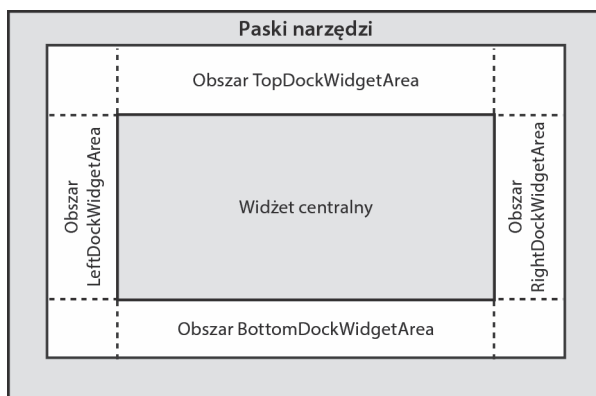 Paski narzędzi
Obszar TopDockWidgetArea
Obszar
LeftDockWidgetArea
Widżet centralny
Obszar
RightDockWidgetArea
Obszar BottomDockWidgetArea